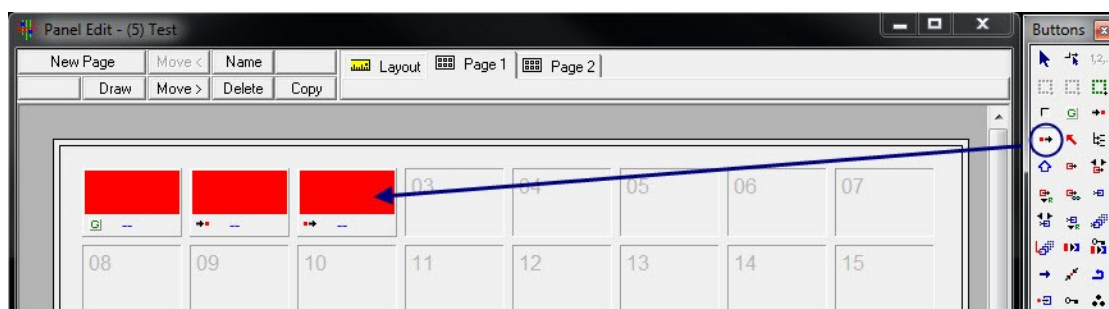 Panel Edit - (5) Test
Buttons
New Page Move < Name
Draw Move > Delete Copy
Layout Page 1 Page 2
1,2,..
G
03 04 05 06 07
G -- -- --
08 09 10 11 12 13 14 15